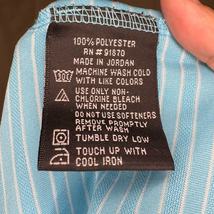 100% POLYESTER
RN # 91870
MADE IN JORDAN
MACHINE WASH COLD
WITH LIKE COLORS
USE ONLY NON-
CHLORINE BLEACH
WHEN NEEDED
DO NOT USE SOFTENERS
REMOVE PROMPTLY
AFTER WASH
TUMBLE DRY LOW
TOUCH UP WITH
COOL IRON